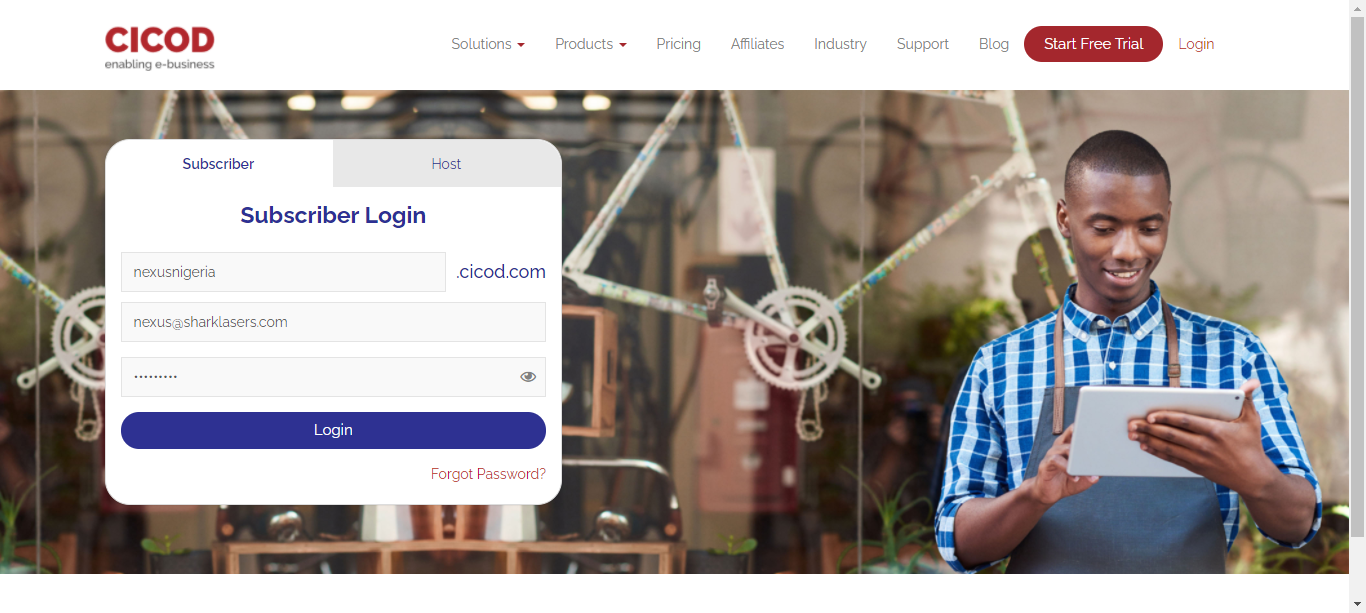 CICOD
enabling e-business
Solutions Products Pricing Affiliates Industry Support Blog Start Free Trial Login
Subscriber Host
Subscriber Login
nexusnigeria .cicod.com
nexus@sharklasers.com
•••••••••
Login
Forgot Password?